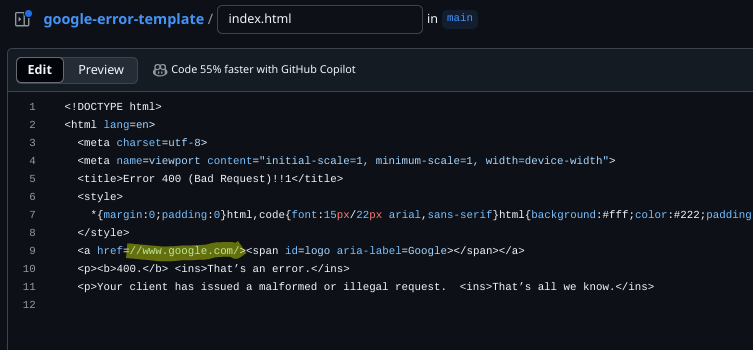 google-error-template / index.html in main
Edit Preview Code 55% faster with GitHub Copilot
1 <!DOCTYPE html>
2 <html lang=en>
3 <meta charset=utf-8>
4 <meta name=viewport content="initial-scale=1, minimum-scale=1, width=device-width">
5 <title>Error 400 (Bad Request)!!1</title>
6 <style>
7 *{margin:0;padding:0}html,code{font:15px/22px arial,sans-serif}html{background:#fff;color:#222;padding
8 </style>
9 <a href=//www.google.com/><span id=logo aria-label=Google></span></a>
10 <p><b>400.</b> <ins>That’s an error.</ins>
11 <p>Your client has issued a malformed or illegal request.  <ins>That’s all we know.</ins>
12